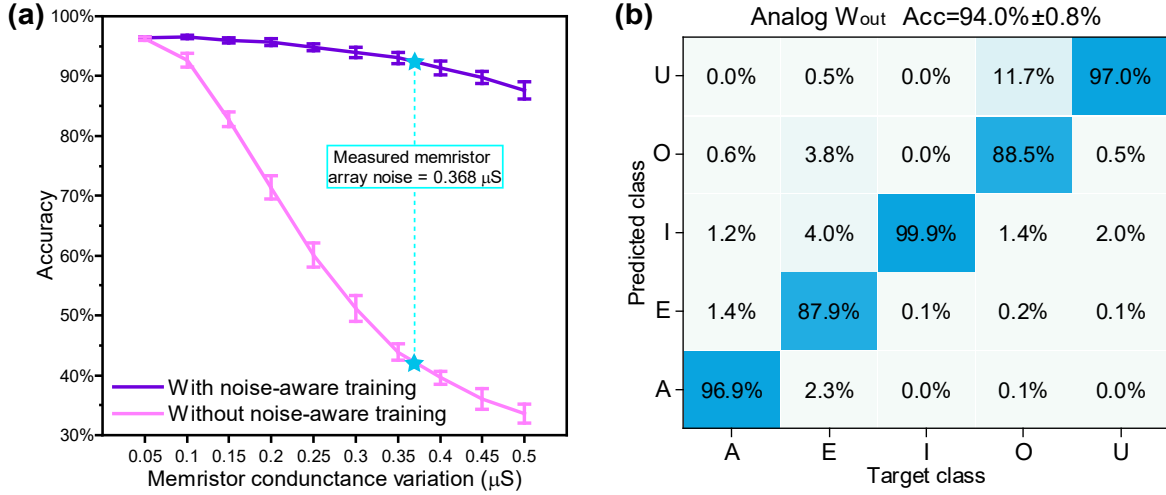 (a)
100%
90%
80%
70%
60%
50%
40%
30%
Accuracy
Measured memristor
array noise = 0.368 μS
With noise-aware training
Without noise-aware training
0.05 0.1 0.15 0.2 0.25 0.3 0.35 0.4 0.45 0.5
Memristor condunctance variation (μS)
(b)
Analog Wout Acc=94.0%±0.8%
Predicted class
U 0.0% 0.5% 0.0% 11.7% 97.0%
O 0.6% 3.8% 0.0% 88.5% 0.5%
I 1.2% 4.0% 99.9% 1.4% 2.0%
E 1.4% 87.9% 0.1% 0.2% 0.1%
A 96.9% 2.3% 0.0% 0.1% 0.0%
A E I O U
Target class